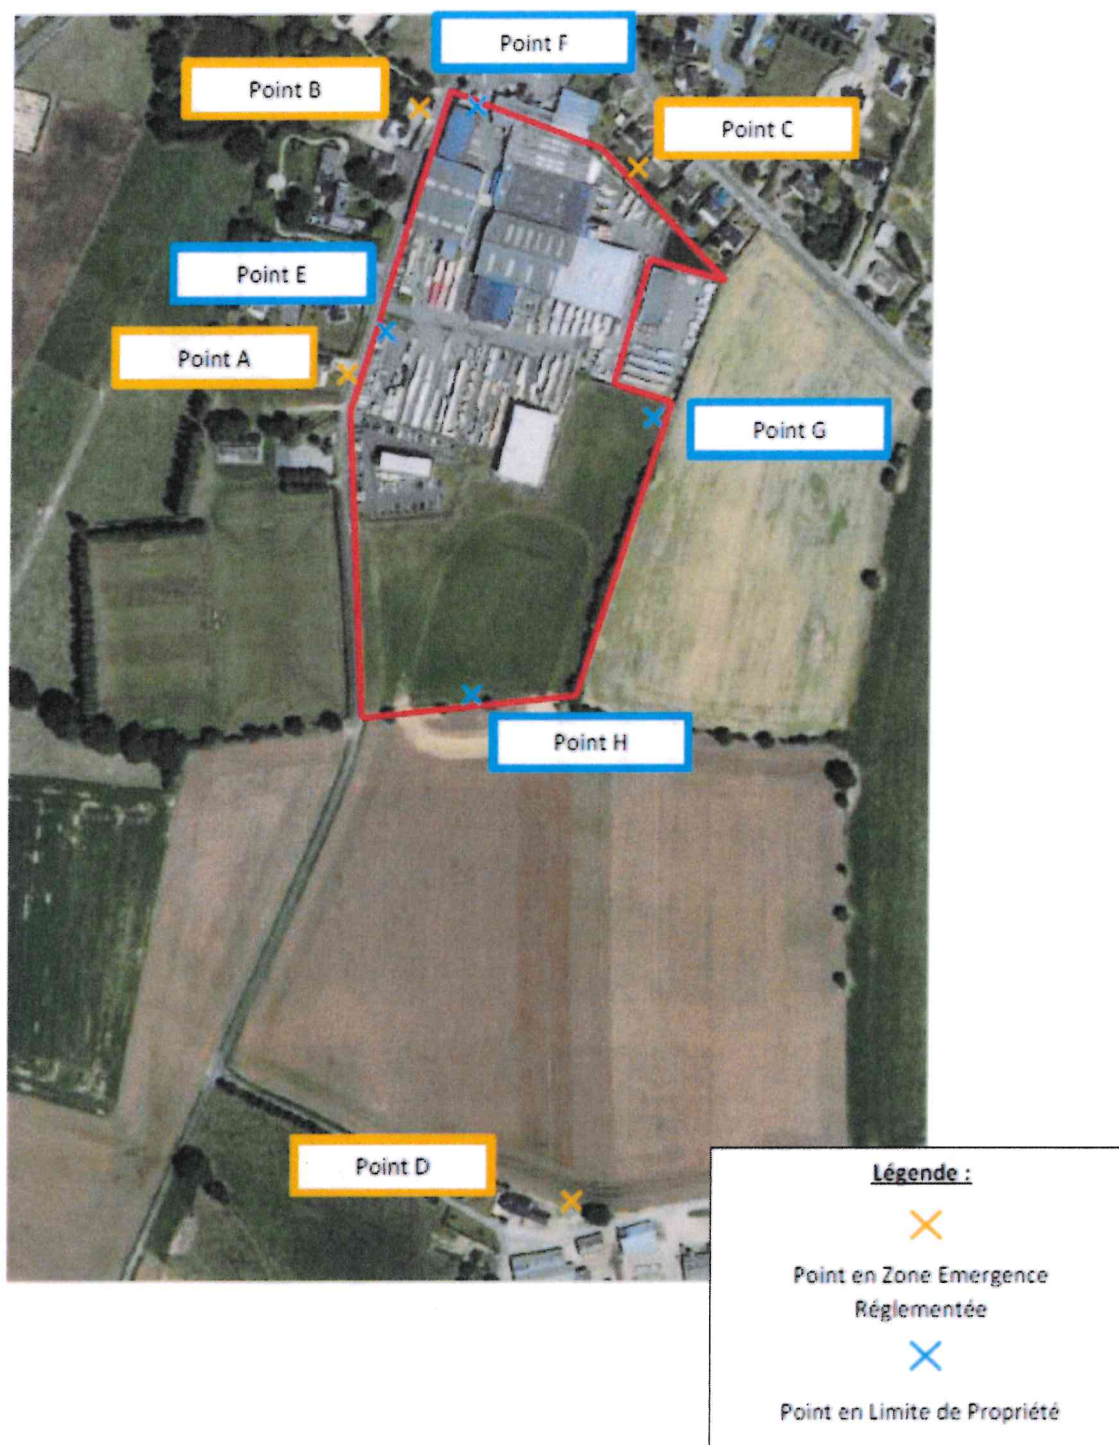 Point F
Point B
Point C
Point E
Point A
Point G
Point H
Point D
Légende :
Point en Zone Emergence
Réglementée
Point en Limite de Propriété